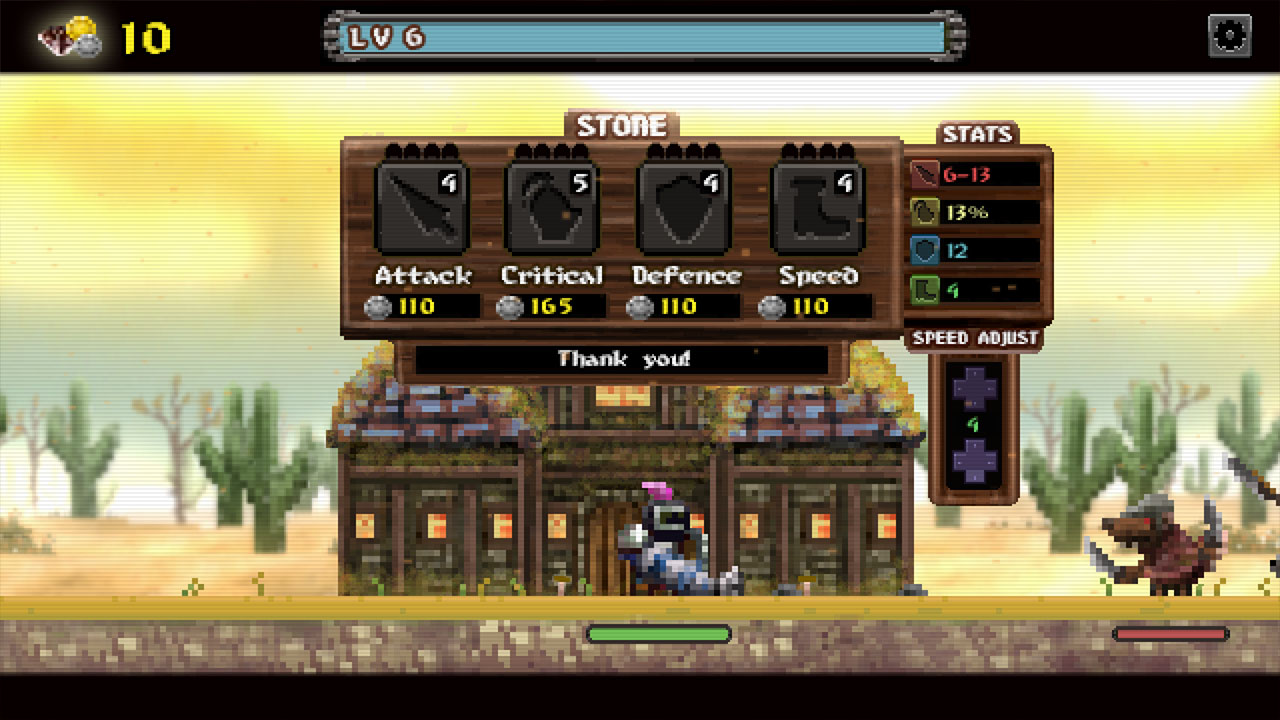 10
LV 6
STORE
4 5 4 4
Attack Critical Defence Speed
110 165 110 110
Thank you!
STATS
6-13
13%
12
4
SPEED ADJUST
4